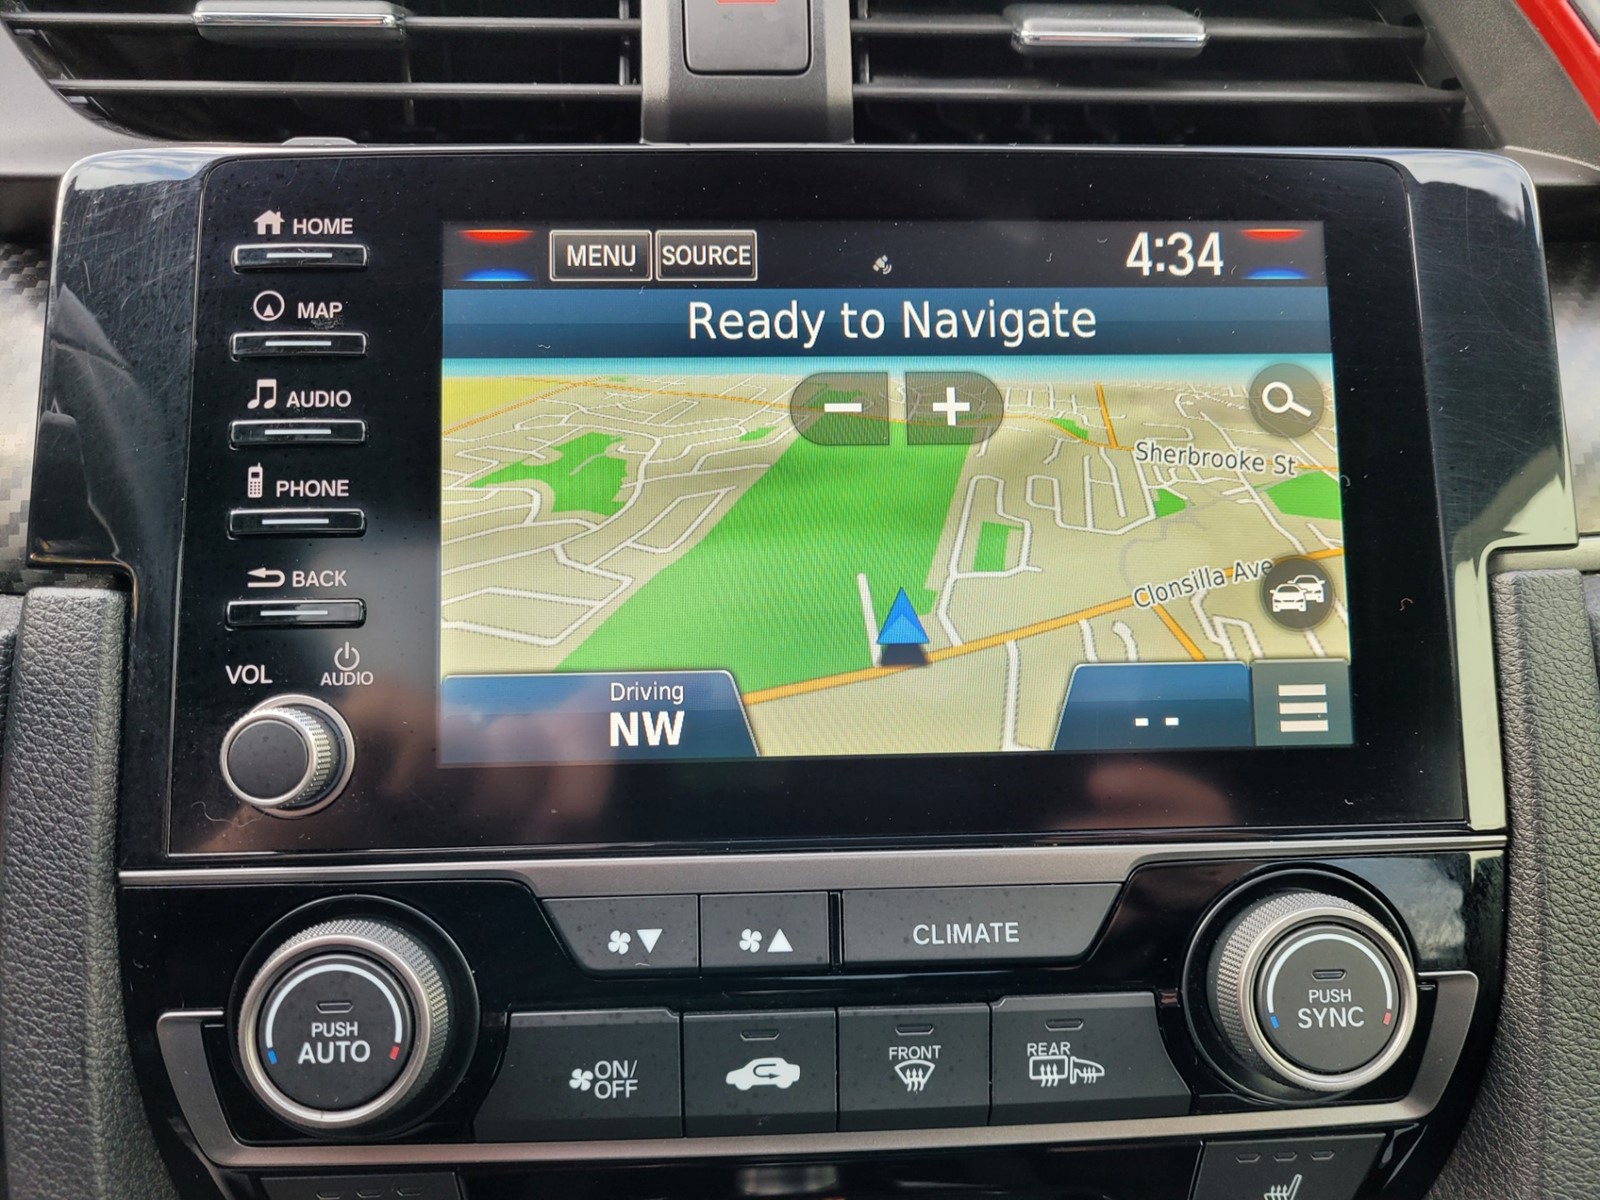 HOME
MENU
SOURCE
4:34
MAP
Ready to Navigate
AUDIO
Sherbrooke St
PHONE
Clonsilla Ave
BACK
VOL
AUDIO
Driving
NW
--
CLIMATE
PUSH
AUTO
ON/
OFF
FRONT
REAR
PUSH
SYNC